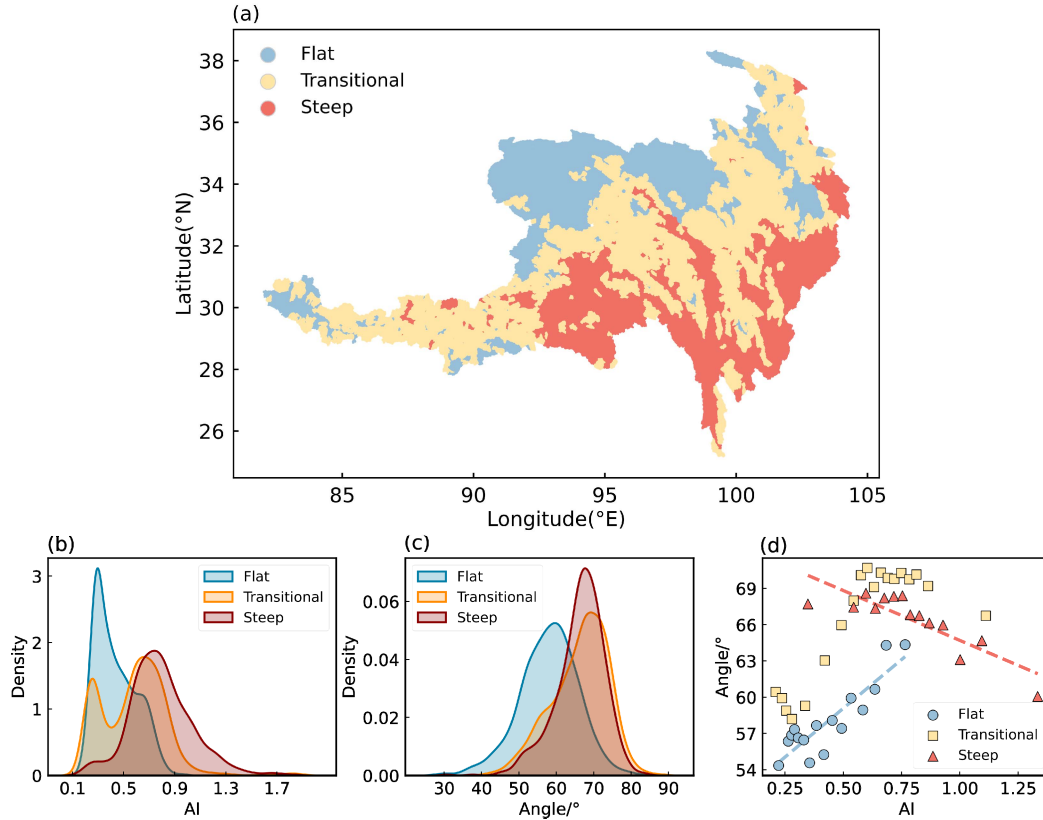 (a)
Flat
Transitional
Steep
38
36
34
32
30
28
26
Latitude(°N)
85 90 95 100 105
Longitude(°E)
(b)
Flat
Transitional
Steep
3
2
1
0
Density
0.1 0.5 0.9 1.3 1.7
AI
(c)
Flat
Transitional
Steep
0.06
0.04
0.02
0.00
Density
20 30 40 50 60 70 80 90
Angle/°
(d)
69
66
63
60
57
54
Angle/°
Flat
Transitional
Steep
0.25 0.50 0.75 1.00 1.25
AI